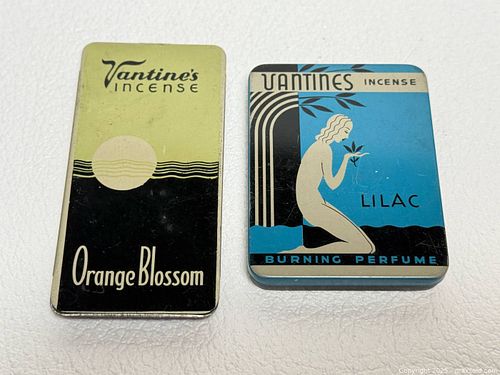 Vantine's
INCENSE
Orange Blossom
VANTINES INCENSE
LILAC
BURNING PERFUME